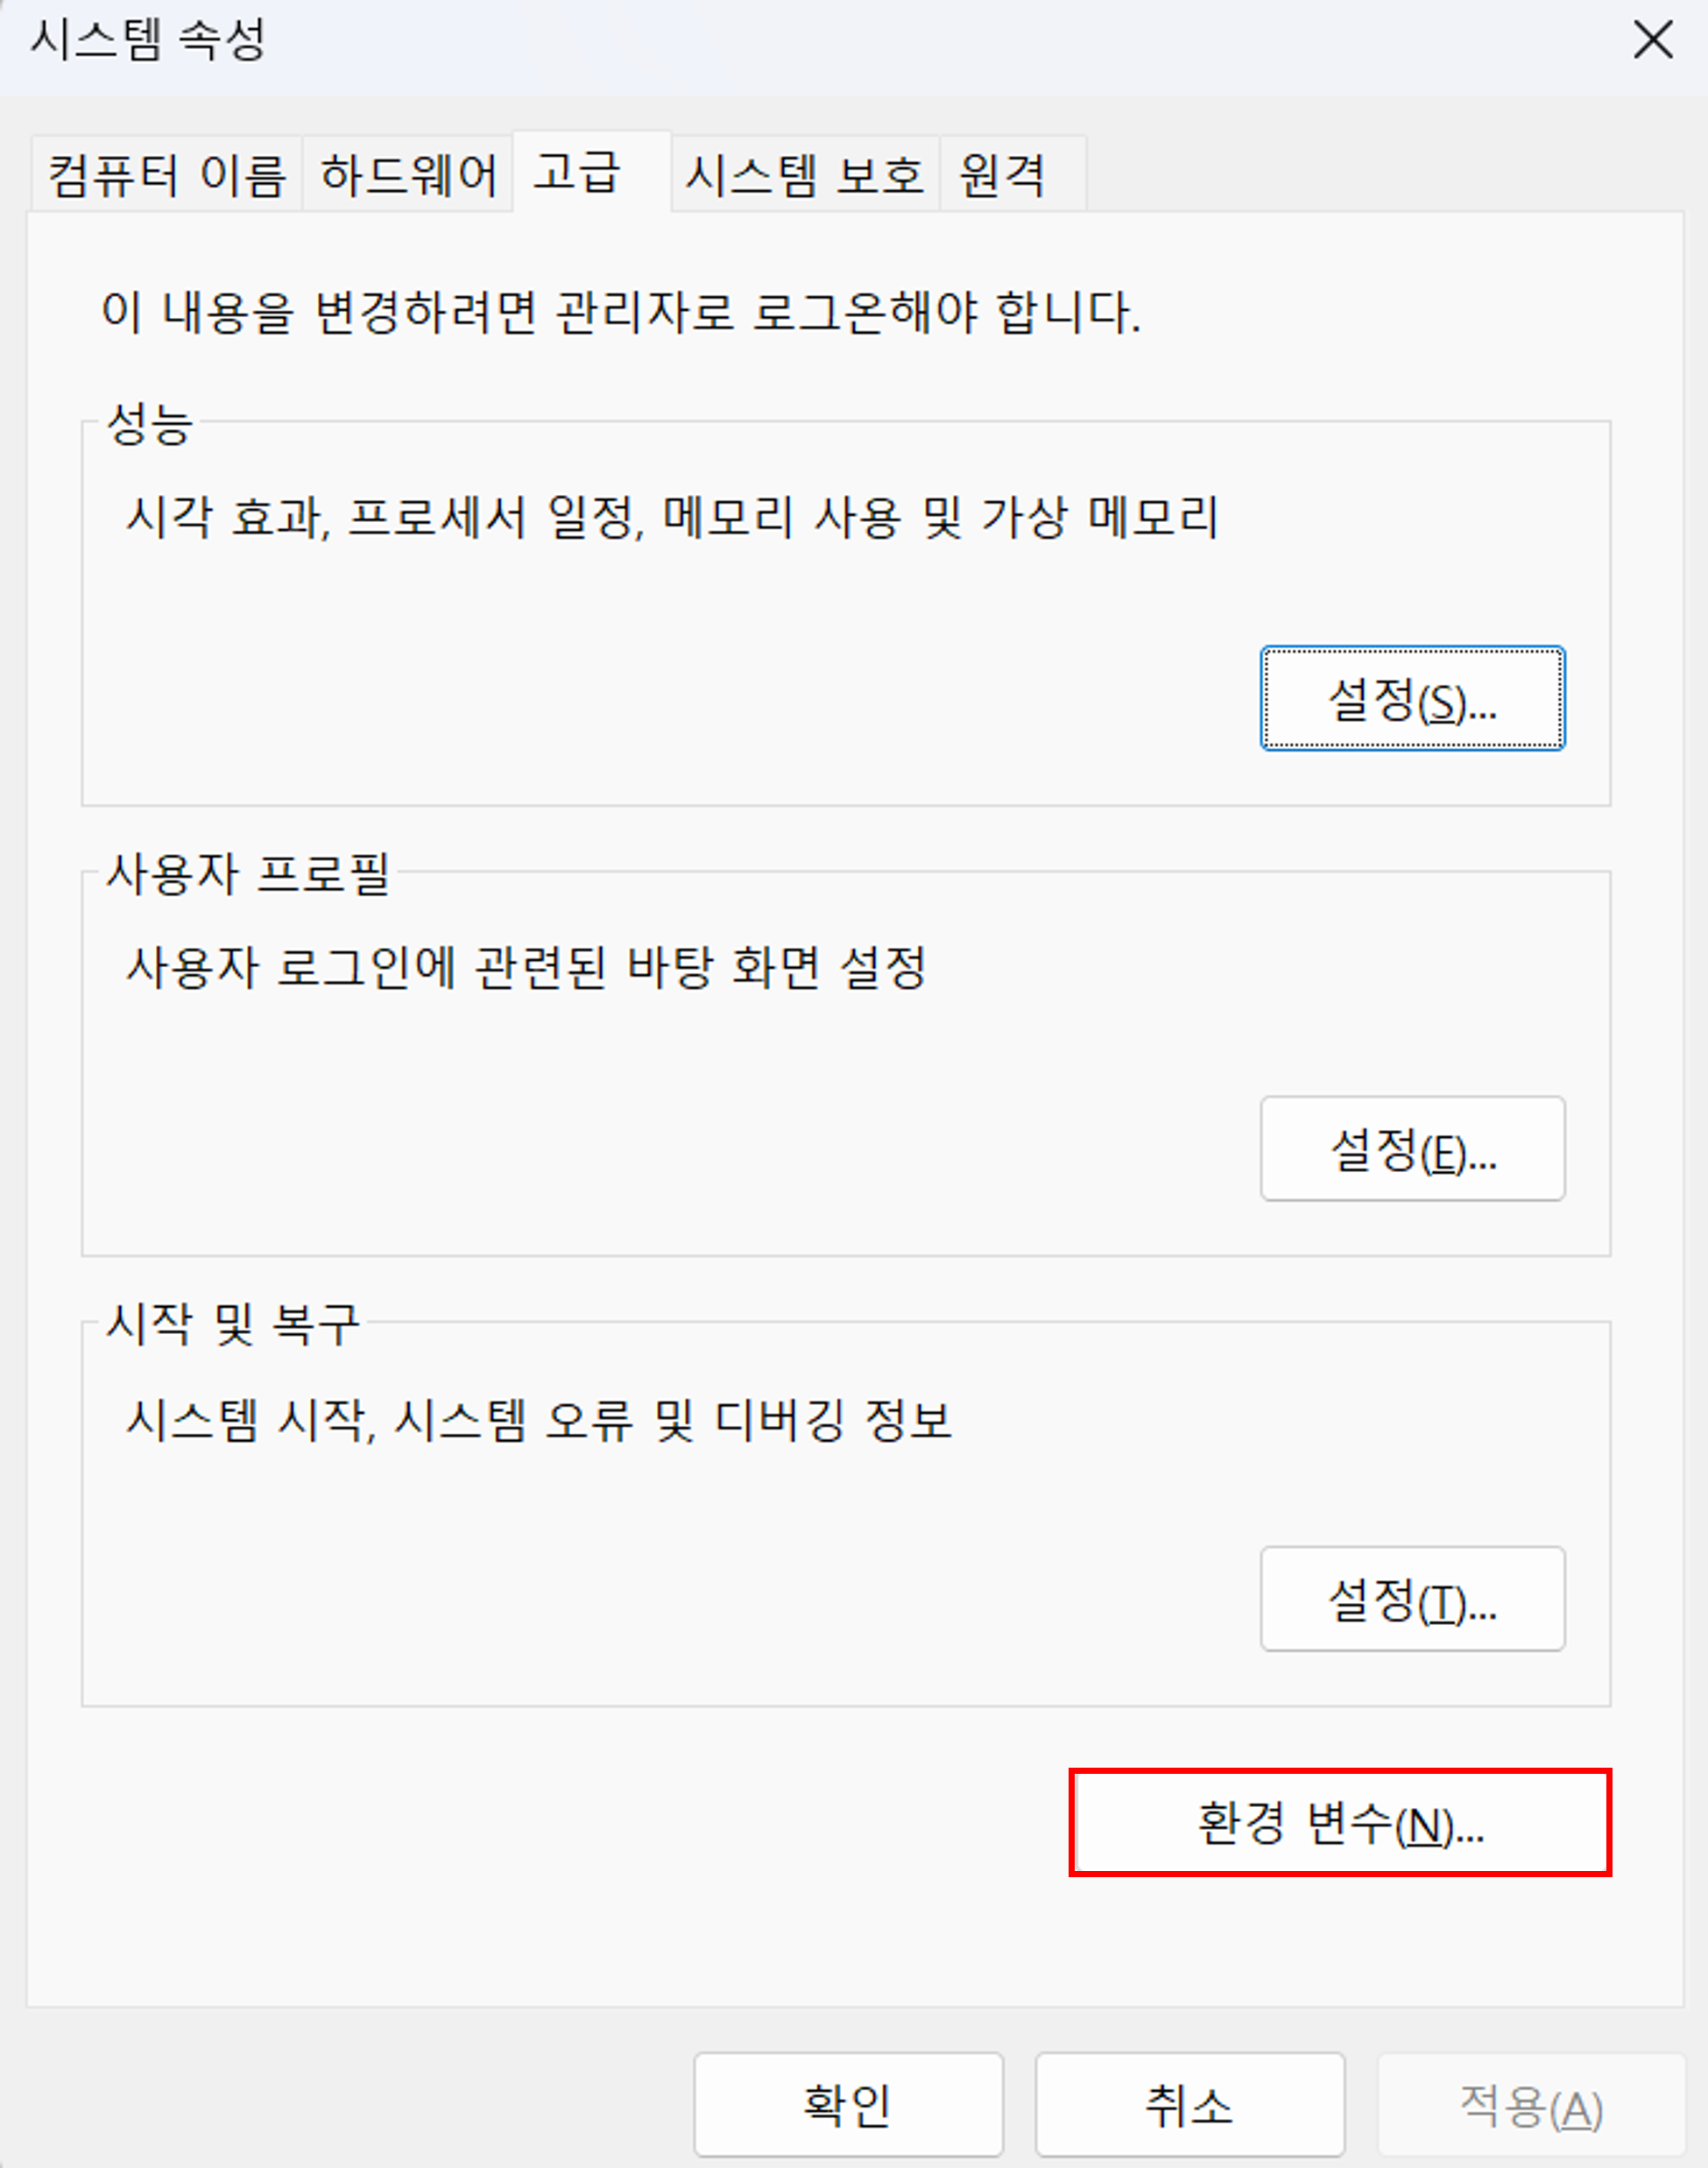 시스템 속성
컴퓨터 이름 하드웨어 고급 시스템 보호 원격
이 내용을 변경하려면 관리자로 로그온해야 합니다.
성능
시각 효과, 프로세서 일정, 메모리 사용 및 가상 메모리
설정(S)...
사용자 프로필
사용자 로그인에 관련된 바탕 화면 설정
설정(E)...
시작 및 복구
시스템 시작, 시스템 오류 및 디버깅 정보
설정(T)...
환경 변수(N)...
확인 취소 적용(A)